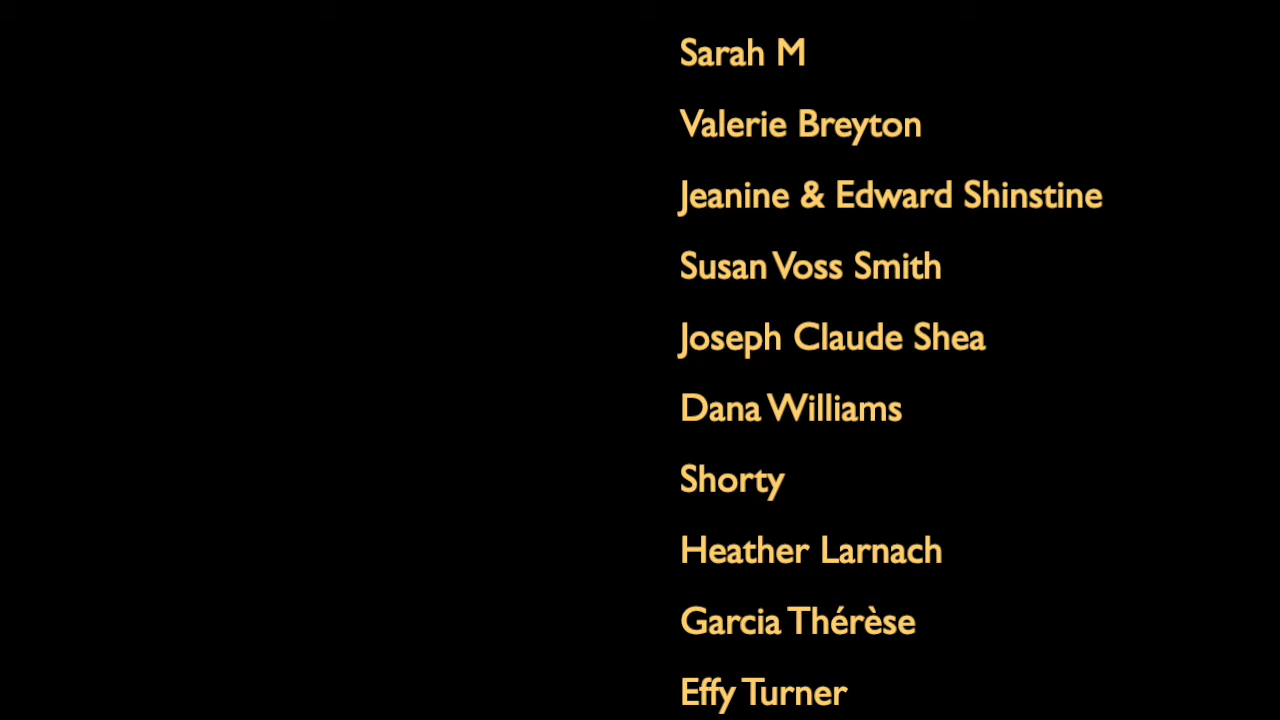 Sarah M
Valerie Breyton
Jeanine & Edward Shinstine
Susan Voss Smith
Joseph Claude Shea
Dana Williams
Shorty
Heather Larnach
Garcia Thérèse
Effy Turner